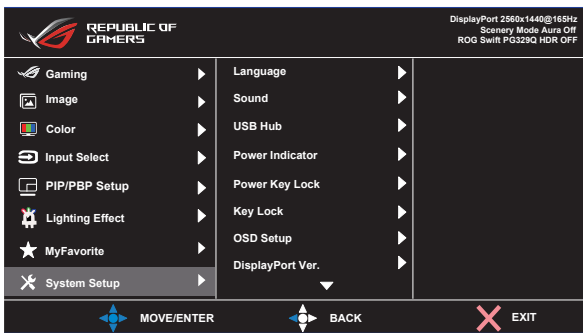 REPUBLIC OF
GAMERS
DisplayPort 2560x1440@165Hz
Scenery Mode Aura Off
ROG Swift PG329Q HDR OFF
Gaming
Image
Color
Input Select
PIP/PBP Setup
Lighting Effect
MyFavorite
System Setup
Language
Sound
USB Hub
Power Indicator
Power Key Lock
Key Lock
OSD Setup
DisplayPort Ver.
MOVE/ENTER
BACK
EXIT